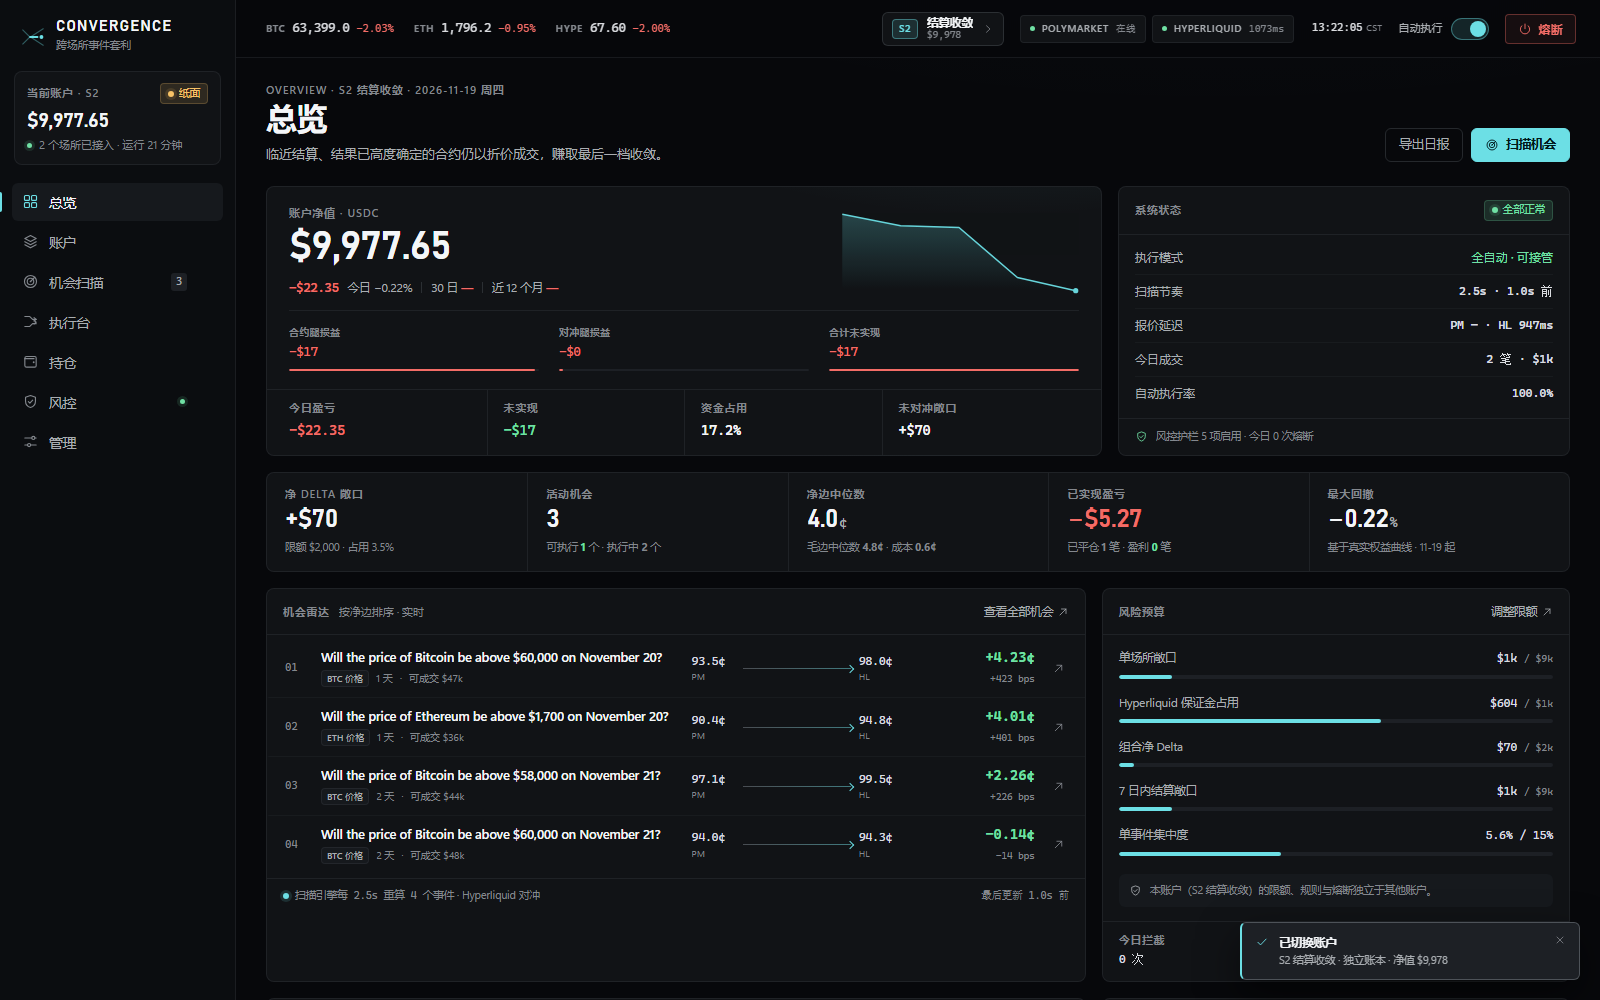 CONVERGENCE
跨场所事件套利
BTC 63,399.0 −2.03% ETH 1,796.2 −0.95% HYPE 67.60 −2.00%
S2 结算收敛 $9,978
POLYMARKET 在线
HYPERLIQUID 1073ms
13:22:05 CST
自动执行
熔断
当前账户 · S2
纸面
$9,977.65
2 个场所已接入 · 运行 21 分钟
总览
账户
机会扫描 3
执行台
持仓
风控
管理
OVERVIEW · S2 结算收敛 · 2026-11-19 周四
总览
临近结算、结果已高度确定的合约仍以折价成交，赚取最后一档收敛。
导出日报
扫描机会
账户净值 · USDC
$9,977.65
−$22.35 今日 −0.22% 30 日 — 近 12 个月 —
合约腿损益
−$17
对冲腿损益
−$0
合计未实现
−$17
今日盈亏
−$22.35
未实现
−$17
资金占用
17.2%
未对冲敞口
+$70
系统状态
全部正常
执行模式 全自动 · 可接管
扫描节奏 2.5s · 1.0s 前
报价延迟 PM − · HL 947ms
今日成交 2 笔 · $1k
自动执行率 100.0%
风控护栏 5 项启用 · 今日 0 次熔断
净 DELTA 敞口
+$70
限额 $2,000 · 占用 3.5%
活动机会
3
可执行 1 个 · 执行中 2 个
净边中位数
4.0¢
毛边中位数 4.8¢ · 成本 0.6¢
已实现盈亏
−$5.27
已平仓 1 笔 · 盈利 0 笔
最大回撤
−0.22%
基于真实权益曲线 · 11-19 起
机会雷达 按净边排序 · 实时
查看全部机会
01 Will the price of Bitcoin be above $60,000 on November 20? 93.5¢ 98.0¢ +4.23¢
BTC 价格 1 天 · 可成交 $47k PM HL +423 bps
02 Will the price of Ethereum be above $1,700 on November 20? 90.4¢ 94.8¢ +4.01¢
ETH 价格 1 天 · 可成交 $36k PM HL +401 bps
03 Will the price of Bitcoin be above $58,000 on November 21? 97.1¢ 99.5¢ +2.26¢
BTC 价格 2 天 · 可成交 $44k PM HL +226 bps
04 Will the price of Bitcoin be above $60,000 on November 21? 94.0¢ 94.3¢ −0.14¢
BTC 价格 2 天 · 可成交 $48k PM HL −14 bps
扫描引擎每 2.5s 重算 4 个事件 · Hyperliquid 对冲
最后更新 1.0s 前
风险预算
调整限额
单场所敞口 $1k / $9k
Hyperliquid 保证金占用 $604 / $1k
组合净 Delta $70 / $2k
7 日内结算敞口 $1k / $9k
单事件集中度 5.6% / 15%
本账户（S2 结算收敛）的限额、规则与熔断独立于其他账户。
今日拦截
0 次
已切换账户
S2 结算收敛 · 独立账本 · 净值 $9,978